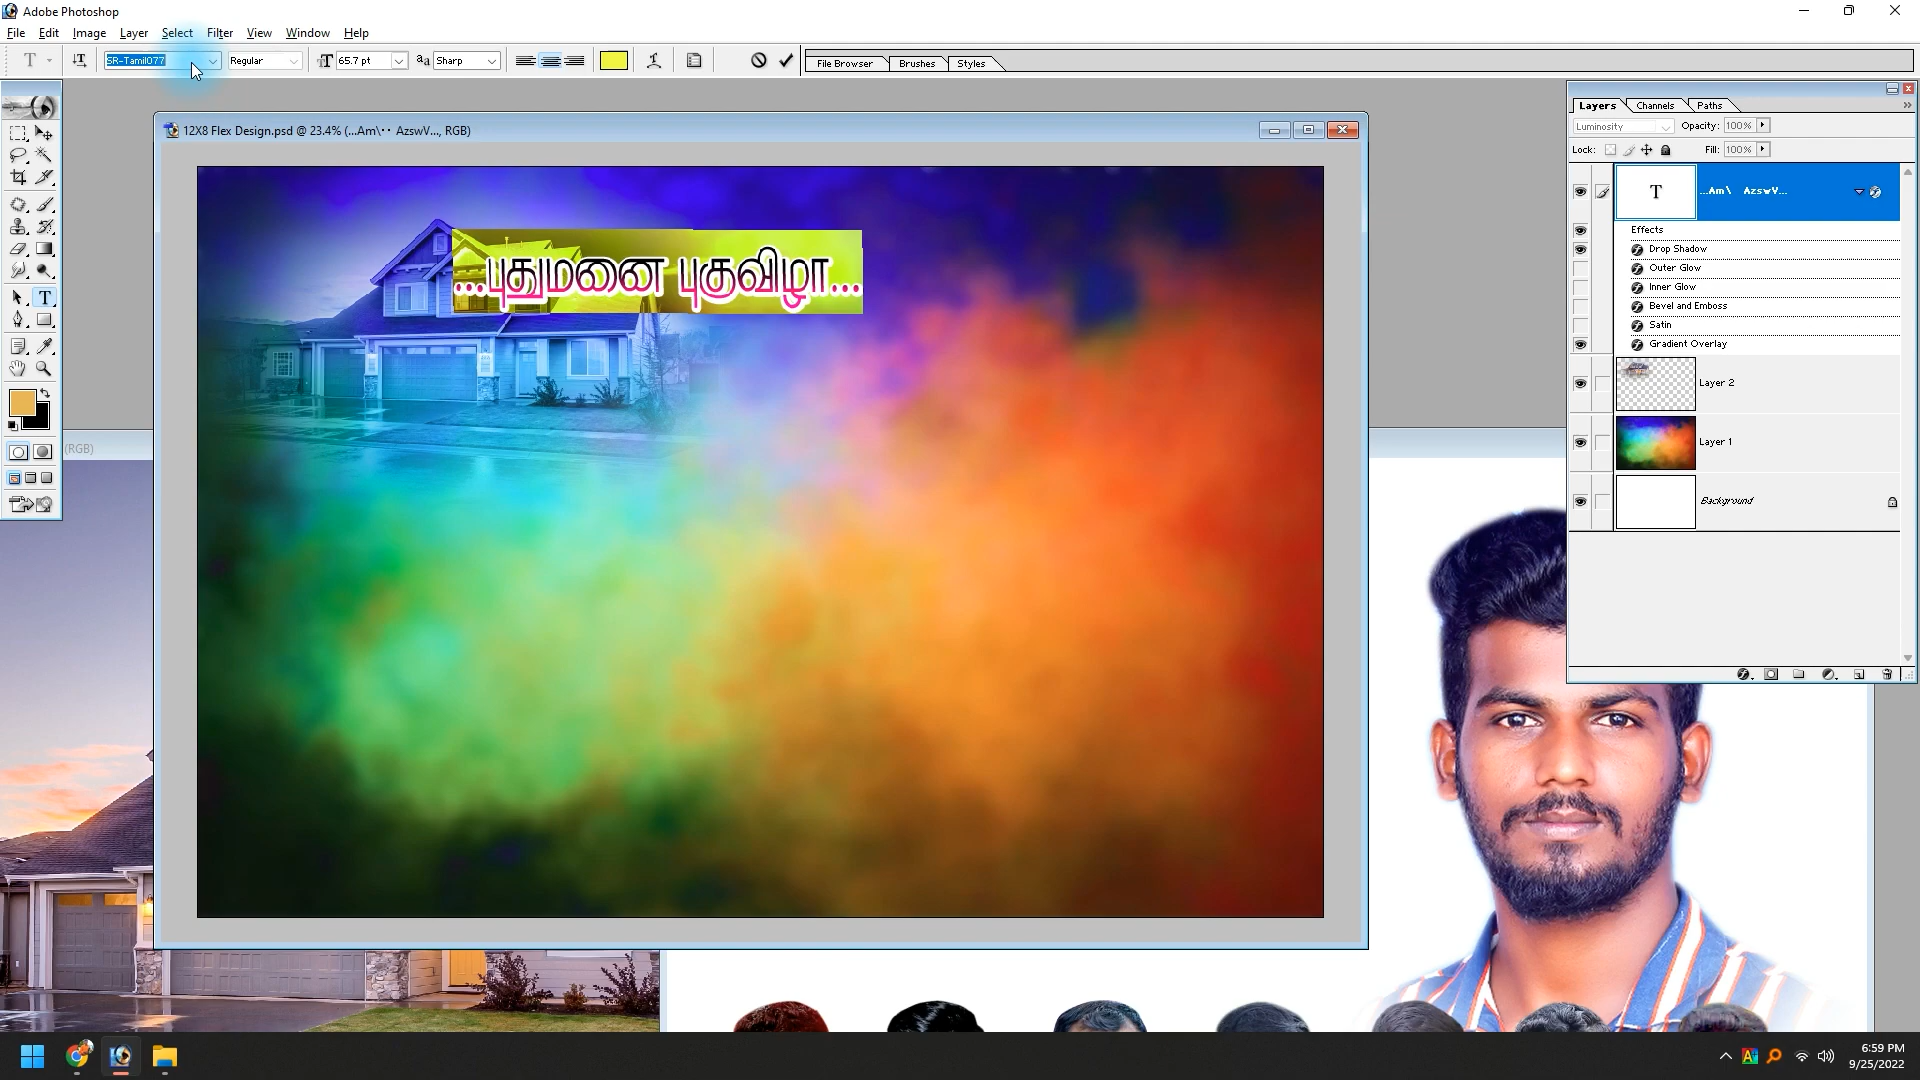 Adobe Photoshop
File Edit Image Layer Select Filter View Window Help
SR-Tamil077 Regular 65.7 pt Sharp File Browser Brushes Styles
12X8 Flex Design.psd @ 23.4% (...Am\·· AzswV..., RGB)
...புதுமனை புகுவிழா...
(RGB)
Layers Channels Paths
Luminosity Opacity: 100%
Lock: Fill: 100%
T ...Am\ AzswV...
Effects
Drop Shadow
Outer Glow
Inner Glow
Bevel and Emboss
Satin
Gradient Overlay
Layer 2
Layer 1
Background
6:59 PM
9/25/2022